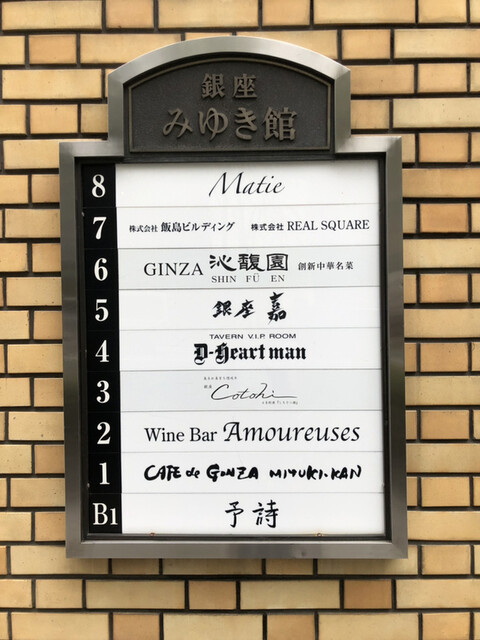 銀座
みゆき館
8 Matie
7 株式会社 飯島ビルディング 株式会社 REAL SQUARE
6 GINZA 沁馥園 創新中華名菜
SHIN FŪ EN
5 銀座 嘉
TAVERN V.I.P. ROOM
4 D-Heartman
3 Cotohi
2 Wine Bar Amoureuses
1 CAFE de GINZA MIYUKI-KAN
B1 予詩